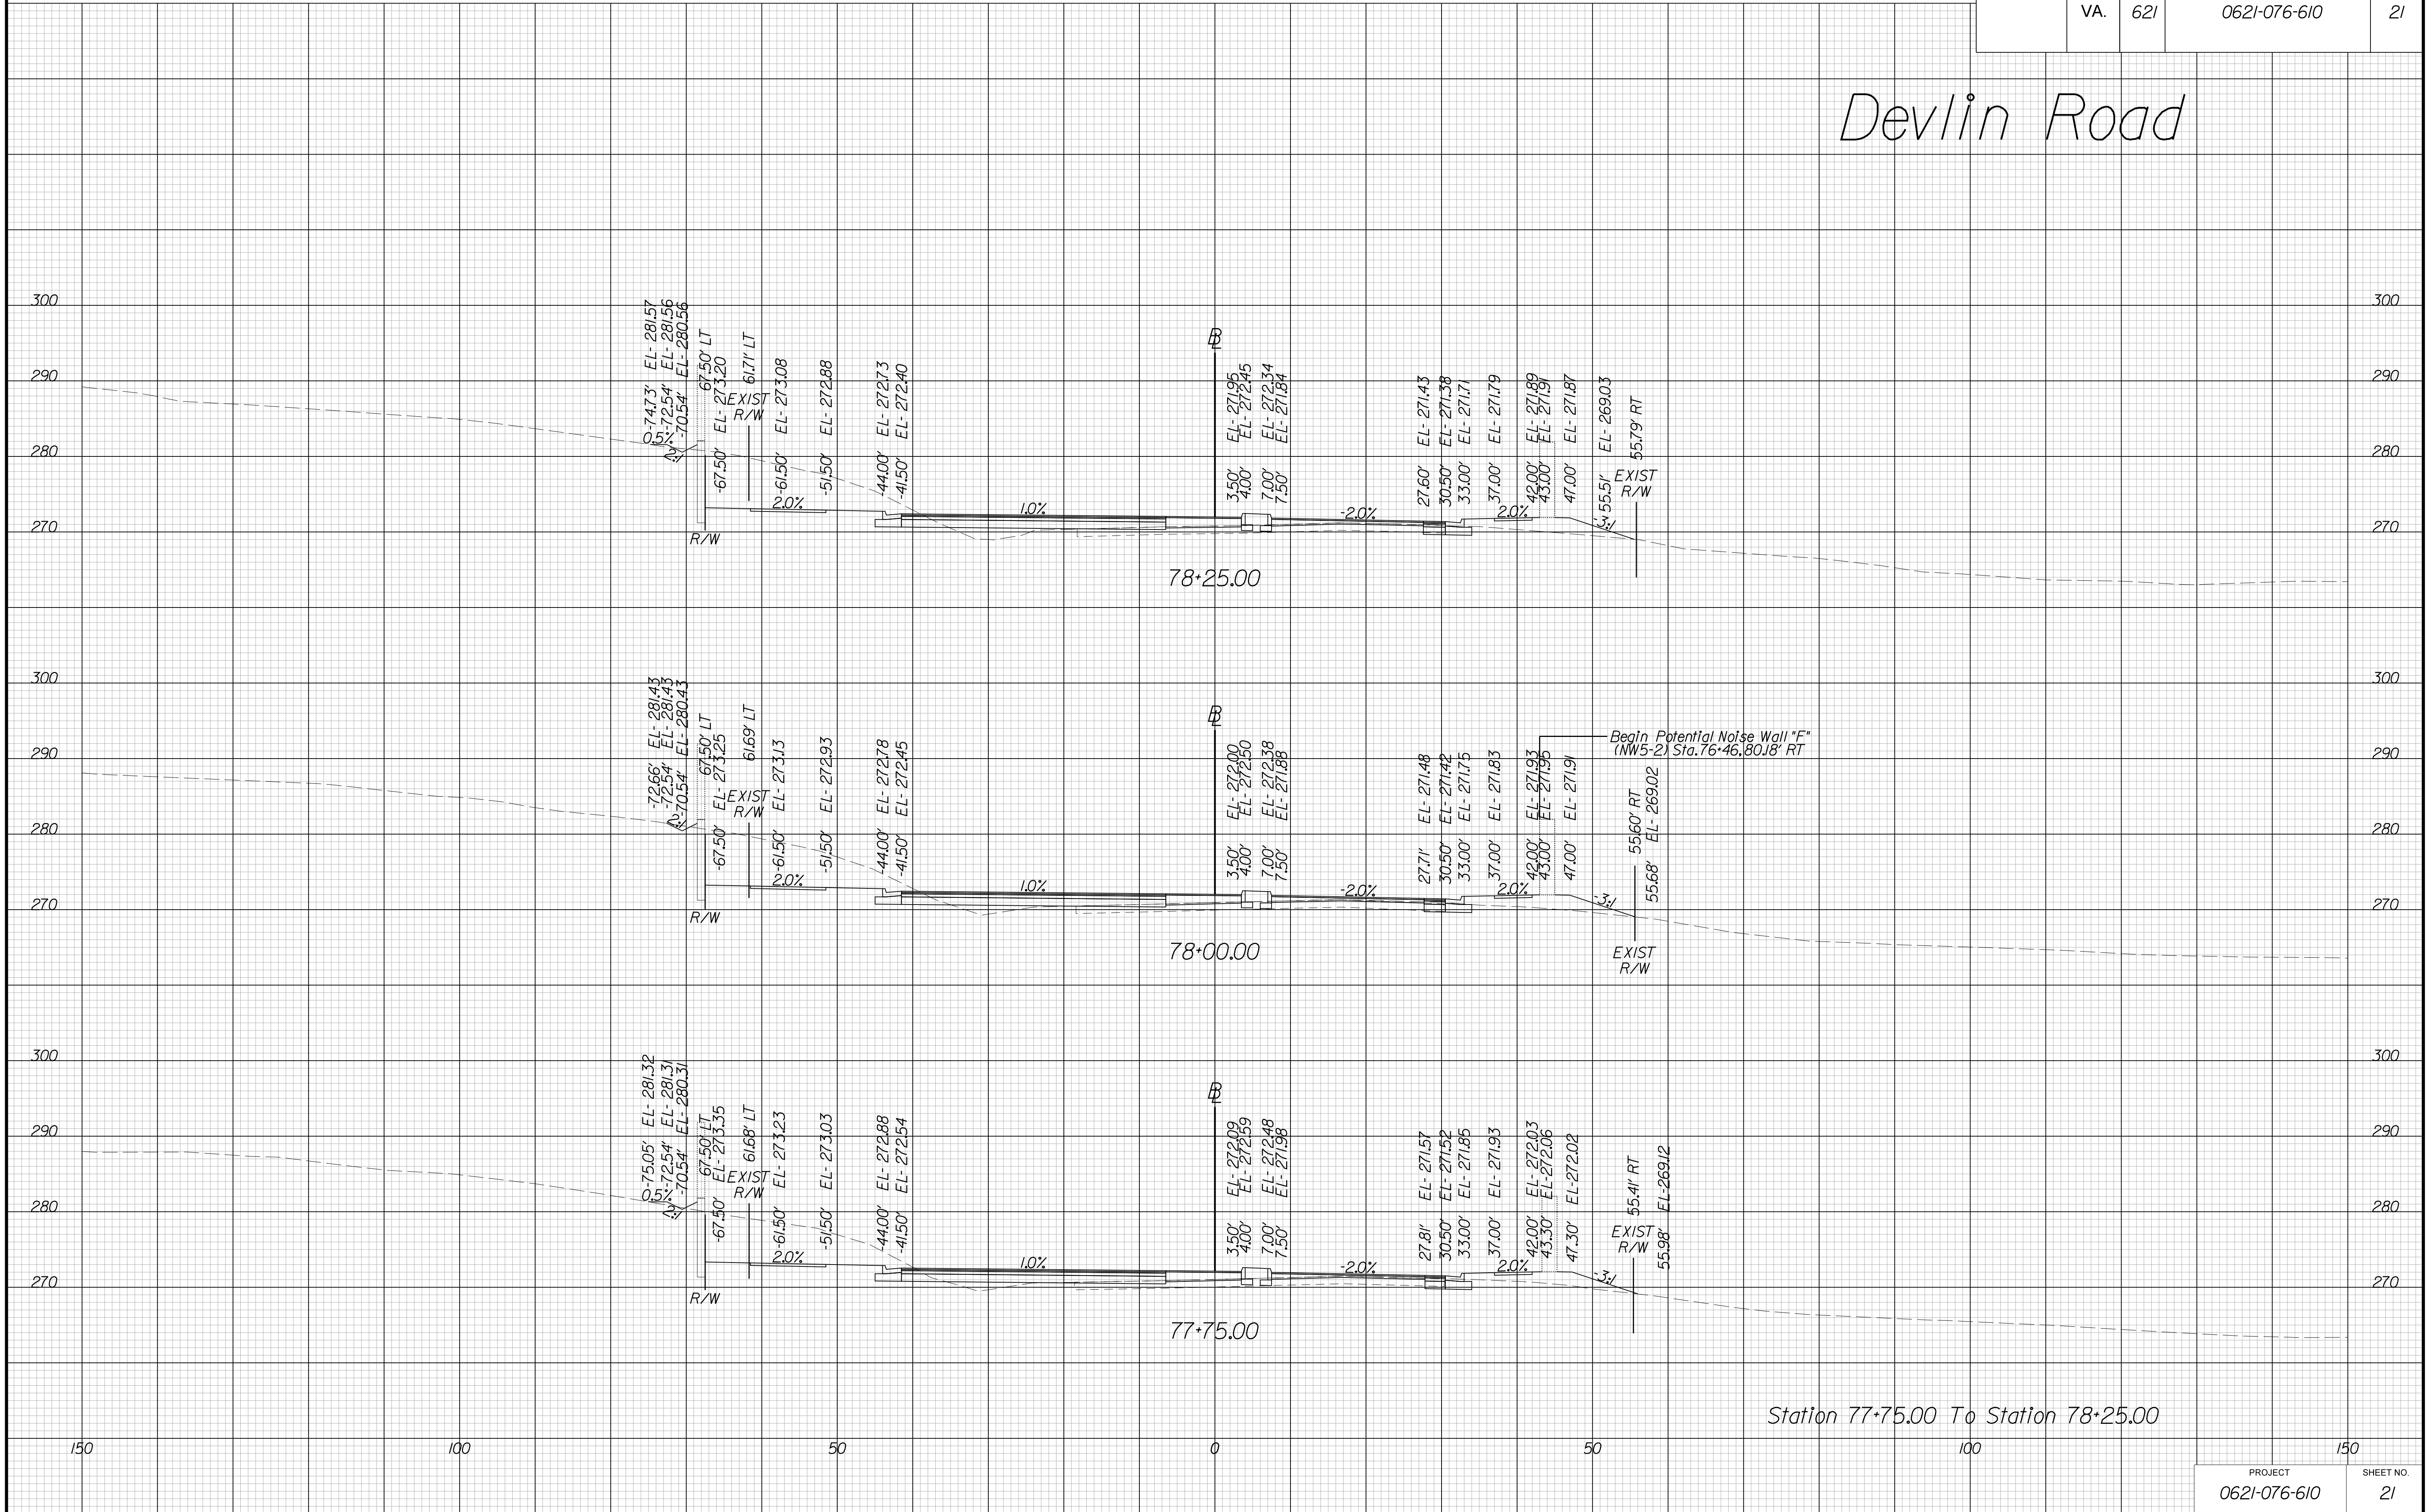 VA. 621 0621-076-610 21
Devlin Road
300 300
290 290
280 280
270 270
-74.73' EL- 281.57
-72.54' EL- 281.56
-70.54' EL- 280.56
67.50' LT
-67.50' EL- 273.20
61.71' LT
EXIST
R/W
-61.50' EL- 273.08
-51.50' EL- 272.88
-44.00' EL- 272.73
-41.50' EL- 272.40
0.5%
2:1
2.0%
R/W
1.0%
BL
3.50' EL- 271.95
4.00' EL- 272.45
7.00' EL- 272.34
7.50' EL- 271.84
-2.0%
27.60' EL- 271.43
30.50' EL- 271.38
33.00' EL- 271.71
37.00' EL- 271.79
42.00' EL- 271.89
43.00' EL- 271.91
47.00' EL- 271.87
55.51' EL- 269.03
55.79' RT
EXIST
R/W
2.0%
-3:1
78+25.00
300 300
290 290
280 280
270 270
-72.66' EL- 281.43
-72.54' EL- 281.43
-70.54' EL- 280.43
67.50' LT
-67.50' EL- 273.25
61.69' LT
EXIST
R/W
-61.50' EL- 273.13
-51.50' EL- 272.93
-44.00' EL- 272.78
-41.50' EL- 272.45
2:1
2.0%
R/W
1.0%
BL
3.50' EL- 272.00
4.00' EL- 272.50
7.00' EL- 272.38
7.50' EL- 271.88
-2.0%
27.71' EL- 271.48
30.50' EL- 271.42
33.00' EL- 271.75
37.00' EL- 271.83
42.00' EL- 271.93
43.00' EL- 271.95
47.00' EL- 271.91
Begin Potential Noise Wall "F"
(NW5-2) Sta.76+46,80.18' RT
55.60' RT
55.68' EL- 269.02
2.0%
-3:1
EXIST
R/W
78+00.00
300 300
290 290
280 280
270 270
-75.05' EL- 281.32
-72.54' EL- 281.31
-70.54' EL- 280.31
67.50' LT
-67.50' EL- 273.35
61.68' LT
EXIST
R/W
-61.50' EL- 273.23
-51.50' EL- 273.03
-44.00' EL- 272.88
-41.50' EL- 272.54
0.5%
2:1
2.0%
R/W
1.0%
BL
3.50' EL- 272.09
4.00' EL- 272.59
7.00' EL- 272.48
7.50' EL- 271.98
-2.0%
27.81' EL- 271.57
30.50' EL- 271.52
33.00' EL- 271.85
37.00' EL- 271.93
42.00' EL- 272.03
43.30' EL-272.06
47.30' EL-272.02
55.41' RT
EXIST
R/W
55.98' EL-269.12
2.0%
-3:1
77+75.00
Station 77+75.00 To Station 78+25.00
150 100 50 0 50 100 150
PROJECT SHEET NO.
0621-076-610 21